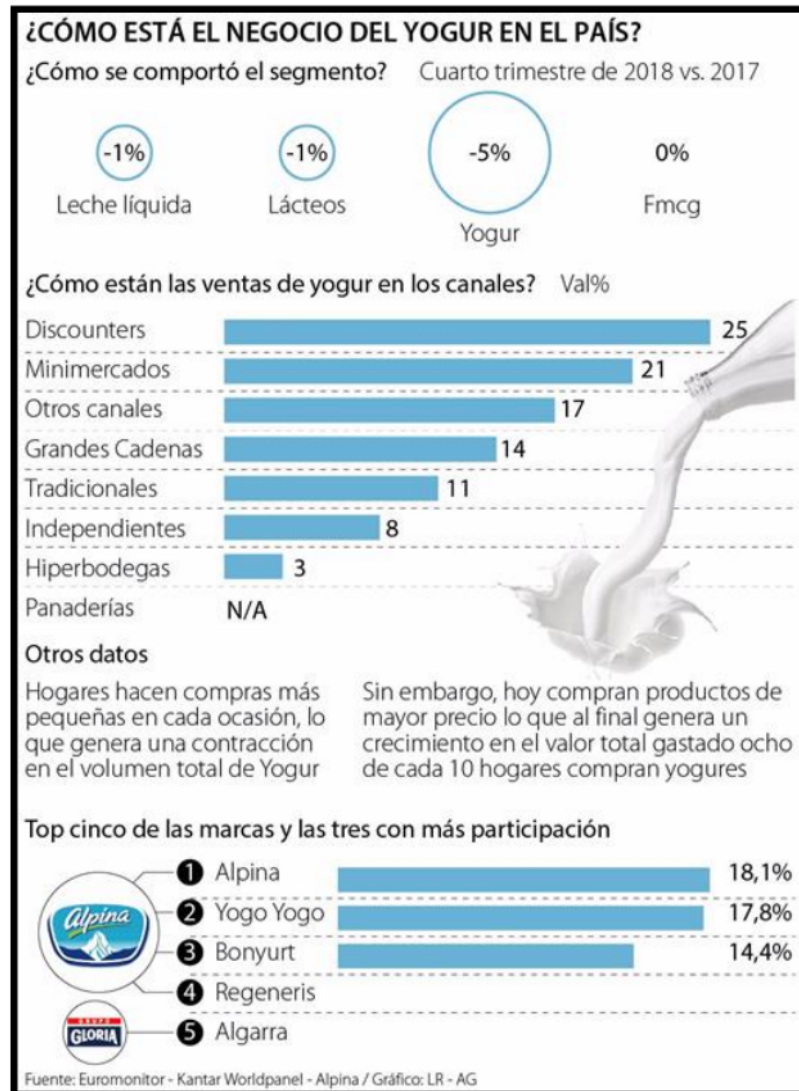 ¿CÓMO ESTÁ EL NEGOCIO DEL YOGUR EN EL PAÍS?
¿Cómo se comportó el segmento? Cuarto trimestre de 2018 vs. 2017
-1% -1% -5% 0%
Leche líquida Lácteos Yogur Fmcg
¿Cómo están las ventas de yogur en los canales? Val%
Discounters 25
Minimercados 21
Otros canales 17
Grandes Cadenas 14
Tradicionales 11
Independientes 8
Hiperbodegas 3
Panaderías N/A
Otros datos
Hogares hacen compras más
pequeñas en cada ocasión, lo
que genera una contracción
en el volumen total de Yogur
Sin embargo, hoy compran productos de
mayor precio lo que al final genera un
crecimiento en el valor total gastado ocho
de cada 10 hogares compran yogures
Top cinco de las marcas y las tres con más participación
1 Alpina 18,1%
alpina
2 Yogo Yogo 17,8%
3 Bonyurt 14,4%
4 Regeneris
GRUPO
GLORIA
5 Algarra
Fuente: Euromonitor - Kantar Worldpanel - Alpina / Gráfico: LR - AG